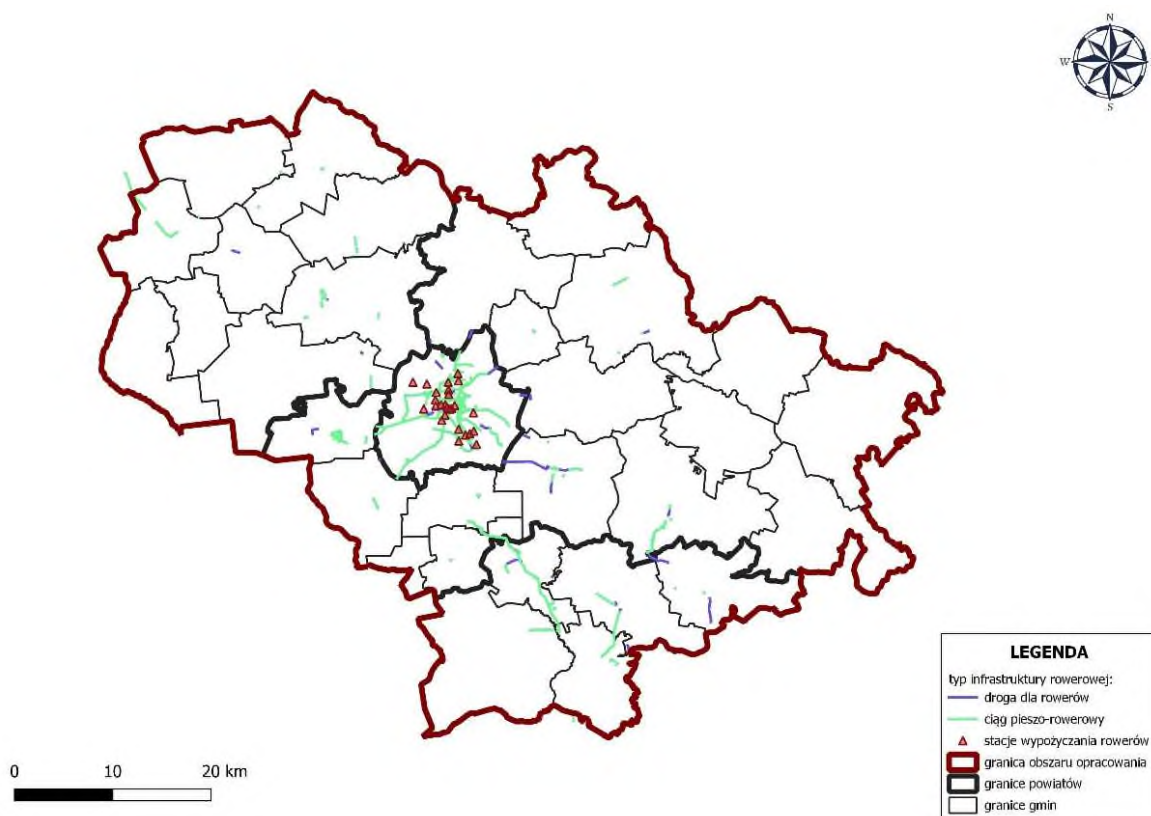 N
W
E
S
LEGENDA
typ infrastruktury rowerowej:
droga dla rowerów
ciąg pieszo-rowerowy
stacje wypożyczania rowerów
granica obszaru opracowania
granice powiatów
granice gmin
0 10 20 km